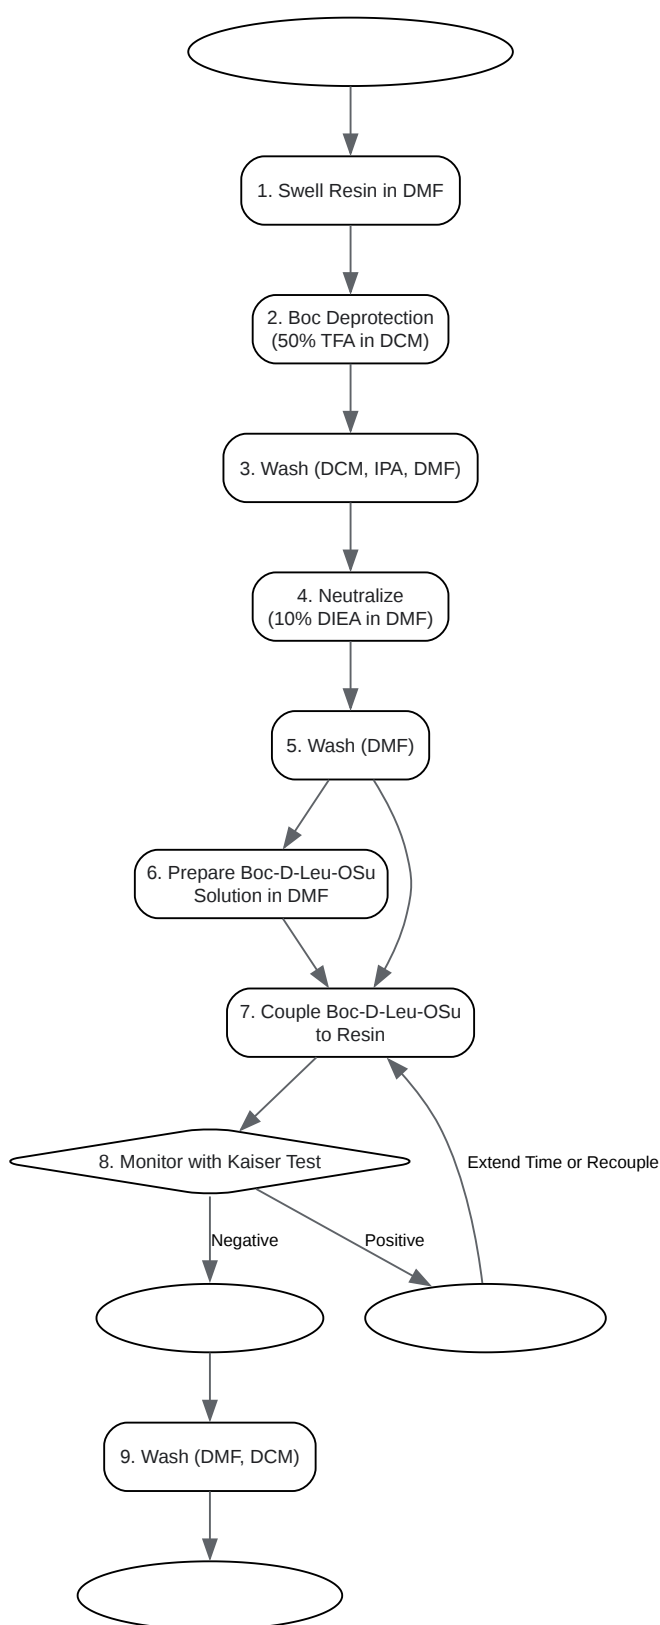 1. Swell Resin in DMF
2. Boc Deprotection
(50% TFA in DCM)
3. Wash (DCM, IPA, DMF)
4. Neutralize
(10% DIEA in DMF)
5. Wash (DMF)
6. Prepare Boc-D-Leu-OSu
Solution in DMF
7. Couple Boc-D-Leu-OSu
to Resin
8. Monitor with Kaiser Test
Extend Time or Recouple
Negative
Positive
9. Wash (DMF, DCM)